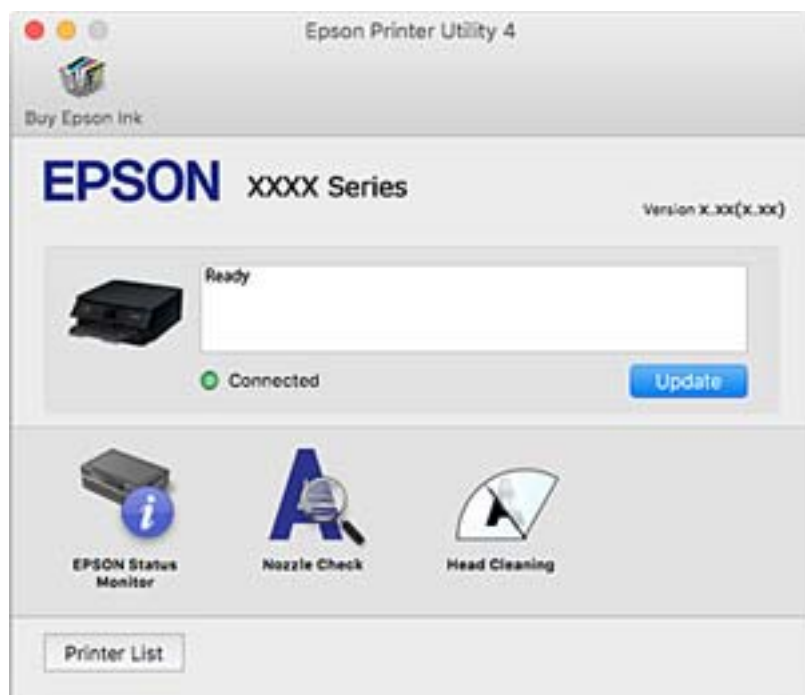 Epson Printer Utility 4
Buy Epson Ink
EPSON XXXX Series
Version X.XX(X.XX)
Ready
Connected
Update
EPSON Status
Monitor
Nozzle Check
Head Cleaning
Printer List